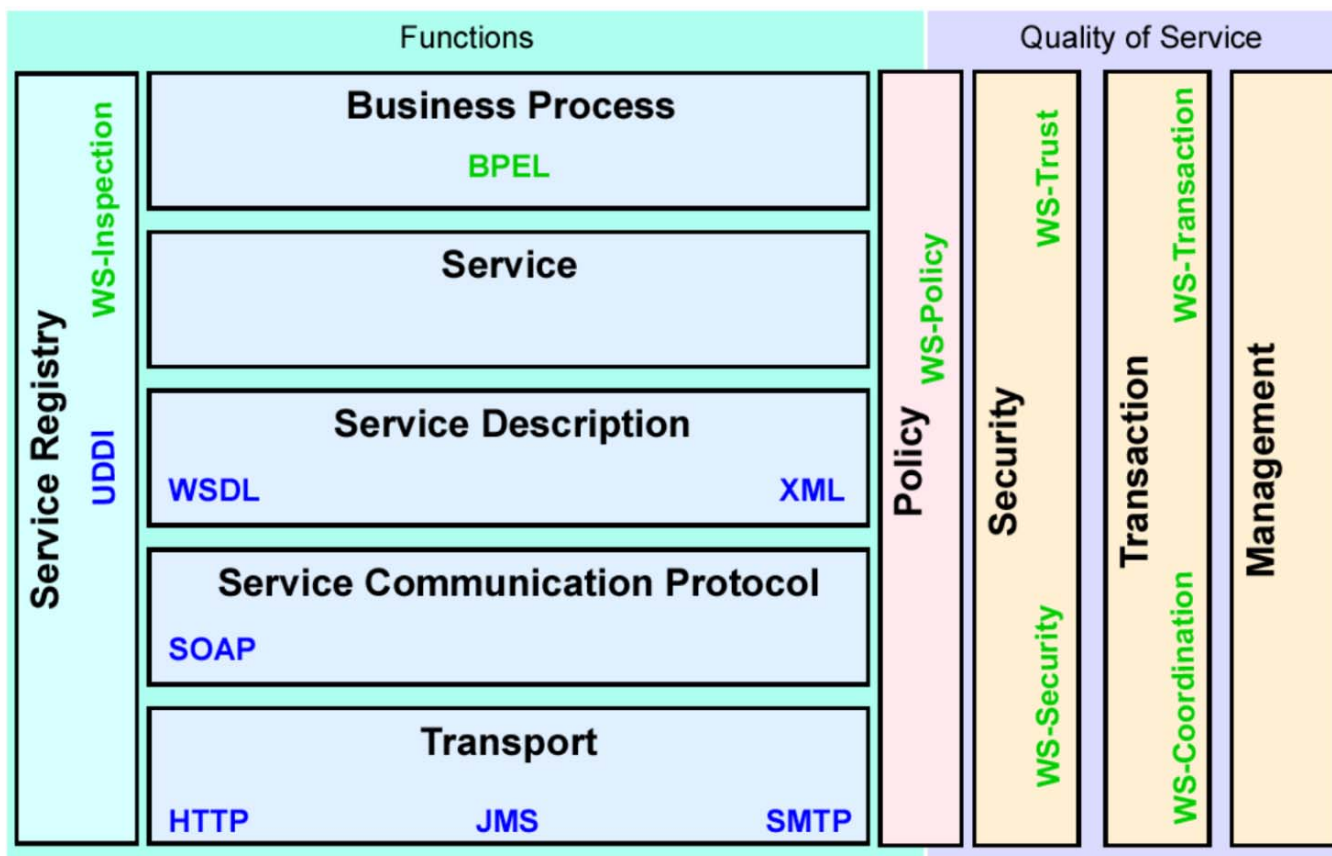 Functions
Quality of Service
Service Registry
WS-Inspection
UDDI
Business Process
BPEL
Service
Service Description
WSDL XML
Service Communication Protocol
SOAP
Transport
HTTP JMS SMTP
Policy
WS-Policy
Security
WS-Trust
WS-Security
Transaction
WS-Transaction
WS-Coordination
Management